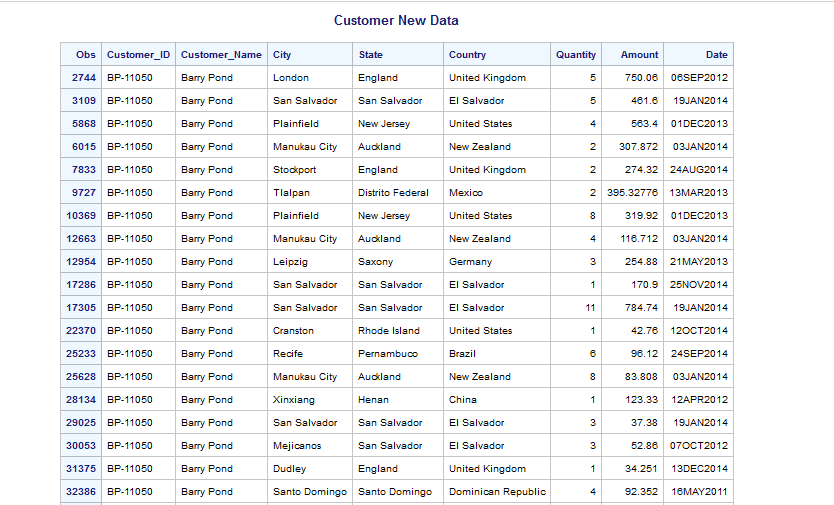 Customer New Data
Obs Customer_ID Customer_Name City State Country Quantity Amount Date
2744 BP-11050 Barry Pond London England United Kingdom 5 750.06 06SEP2012
3109 BP-11050 Barry Pond San Salvador San Salvador El Salvador 5 461.6 19JAN2014
5868 BP-11050 Barry Pond Plainfield New Jersey United States 4 563.4 01DEC2013
6015 BP-11050 Barry Pond Manukau City Auckland New Zealand 2 307.872 03JAN2014
7833 BP-11050 Barry Pond Stockport England United Kingdom 2 274.32 24AUG2014
9727 BP-11050 Barry Pond Tlalpan Distrito Federal Mexico 2 395.32776 13MAR2013
10369 BP-11050 Barry Pond Plainfield New Jersey United States 8 319.92 01DEC2013
12663 BP-11050 Barry Pond Manukau City Auckland New Zealand 4 116.712 03JAN2014
12954 BP-11050 Barry Pond Leipzig Saxony Germany 3 254.88 21MAY2013
17286 BP-11050 Barry Pond San Salvador San Salvador El Salvador 1 170.9 25NOV2014
17305 BP-11050 Barry Pond San Salvador San Salvador El Salvador 11 784.74 19JAN2014
22370 BP-11050 Barry Pond Cranston Rhode Island United States 1 42.76 12OCT2014
25233 BP-11050 Barry Pond Recife Pernambuco Brazil 6 96.12 24SEP2014
25628 BP-11050 Barry Pond Manukau City Auckland New Zealand 8 83.808 03JAN2014
28134 BP-11050 Barry Pond Xinxiang Henan China 1 123.33 12APR2012
29025 BP-11050 Barry Pond San Salvador San Salvador El Salvador 3 37.38 19JAN2014
30053 BP-11050 Barry Pond Mejicanos San Salvador El Salvador 3 52.86 07OCT2012
31375 BP-11050 Barry Pond Dudley England United Kingdom 1 34.251 13DEC2014
32386 BP-11050 Barry Pond Santo Domingo Santo Domingo Dominican Republic 4 92.352 16MAY2011